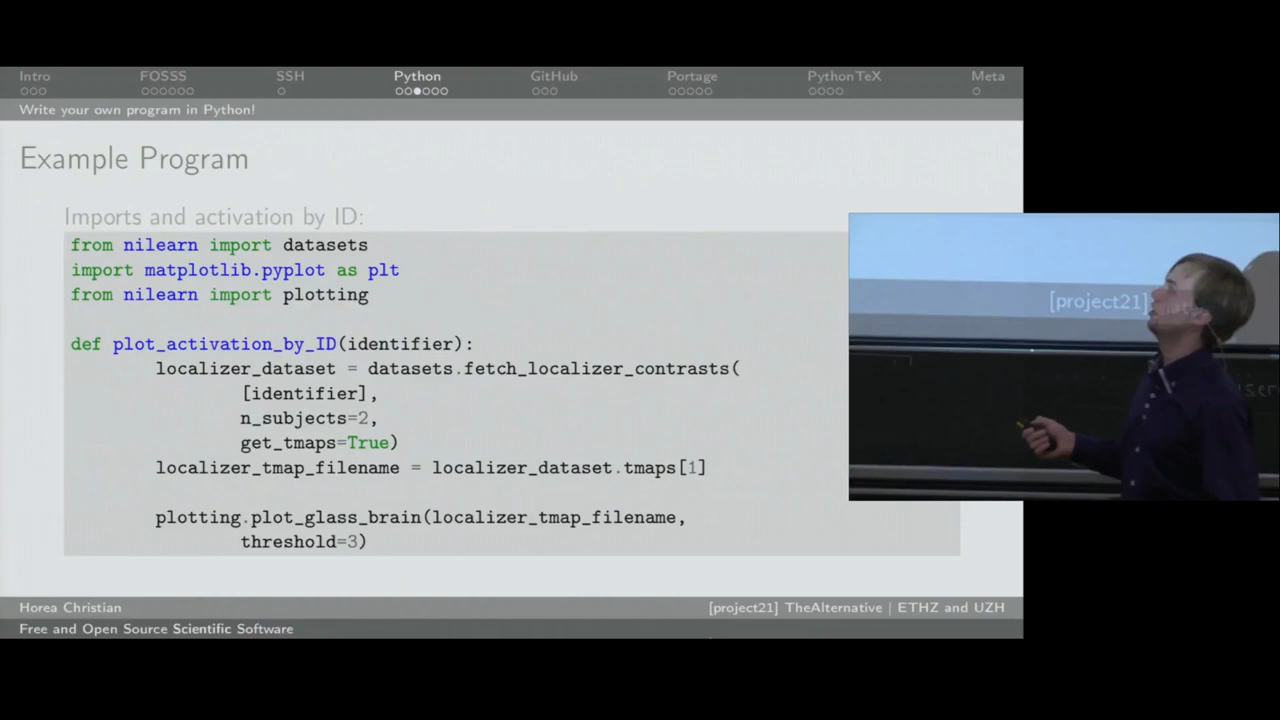 Intro FOSSS SSH Python GitHub Portage PythonTeX Meta
Write your own program in Python!
Example Program
Imports and activation by ID:
from nilearn import datasets
import matplotlib.pyplot as plt
from nilearn import plotting
def plot_activation_by_ID(identifier):
localizer_dataset = datasets.fetch_localizer_contrasts(
[identifier],
n_subjects=2,
get_tmaps=True)
localizer_tmap_filename = localizer_dataset.tmaps[1]
plotting.plot_glass_brain(localizer_tmap_filename,
threshold=3)
[project21]
Horea Christian [project21] TheAlternative | ETHZ and UZH
Free and Open Source Scientific Software